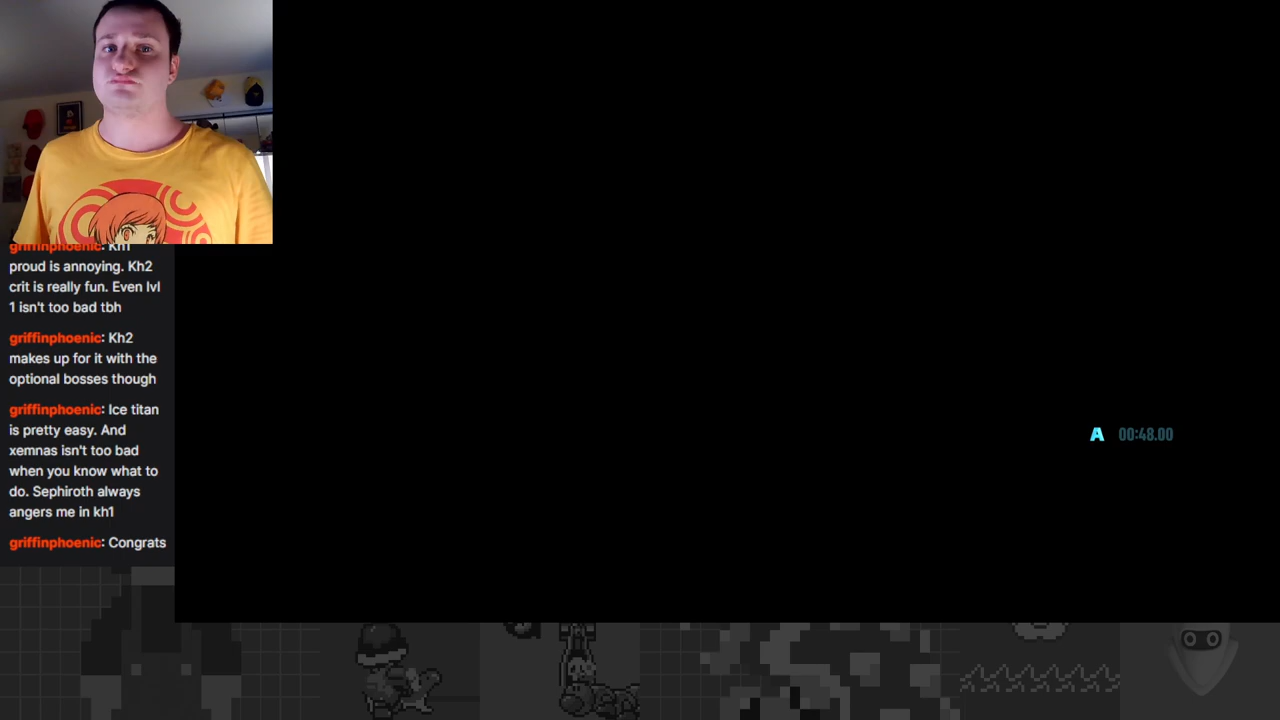 griffinphoenic: Kh1
proud is annoying. Kh2
crit is really fun. Even lvl
1 isn't too bad tbh
griffinphoenic: Kh2
makes up for it with the
optional bosses though
griffinphoenic: Ice titan
is pretty easy. And
xemnas isn't too bad
when you know what to
do. Sephiroth always
angers me in kh1
griffinphoenic: Congrats
A 00:48.00